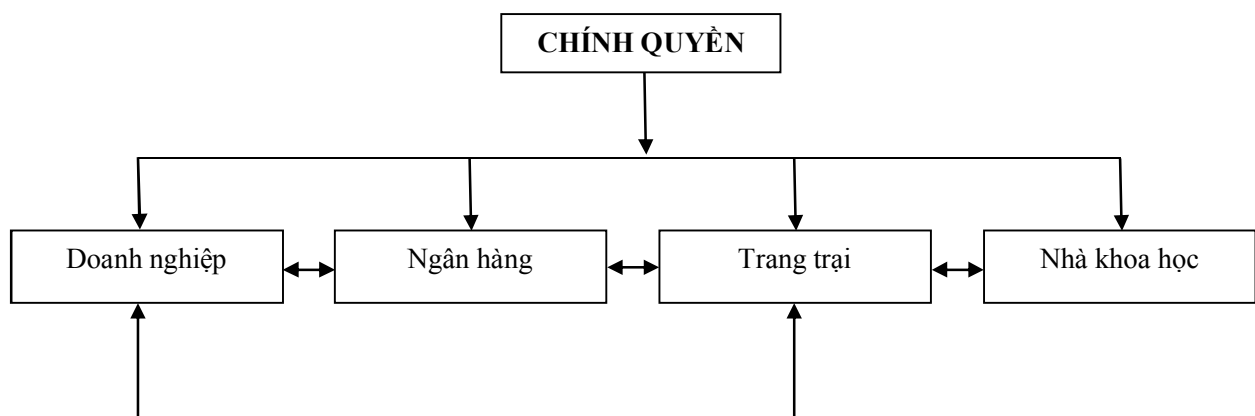 CHÍNH QUYỀN
Doanh nghiệp
Ngân hàng
Trang trại
Nhà khoa học